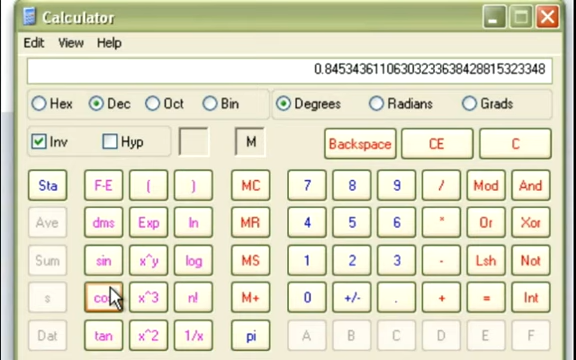 Calculator
Edit View Help
0.84534361106303233638428815323348
Hex Dec Oct Bin Degrees Radians Grads
Inv Hyp M Backspace CE C
Sta F-E ( ) MC 7 8 9 / Mod And
Ave dms Exp ln MR 4 5 6 * Or Xor
Sum sin x^y log MS 1 2 3 - Lsh Not
s cos x^3 n! M+ 0 +/- . + = Int
Dat tan x^2 1/x pi A B C D E F